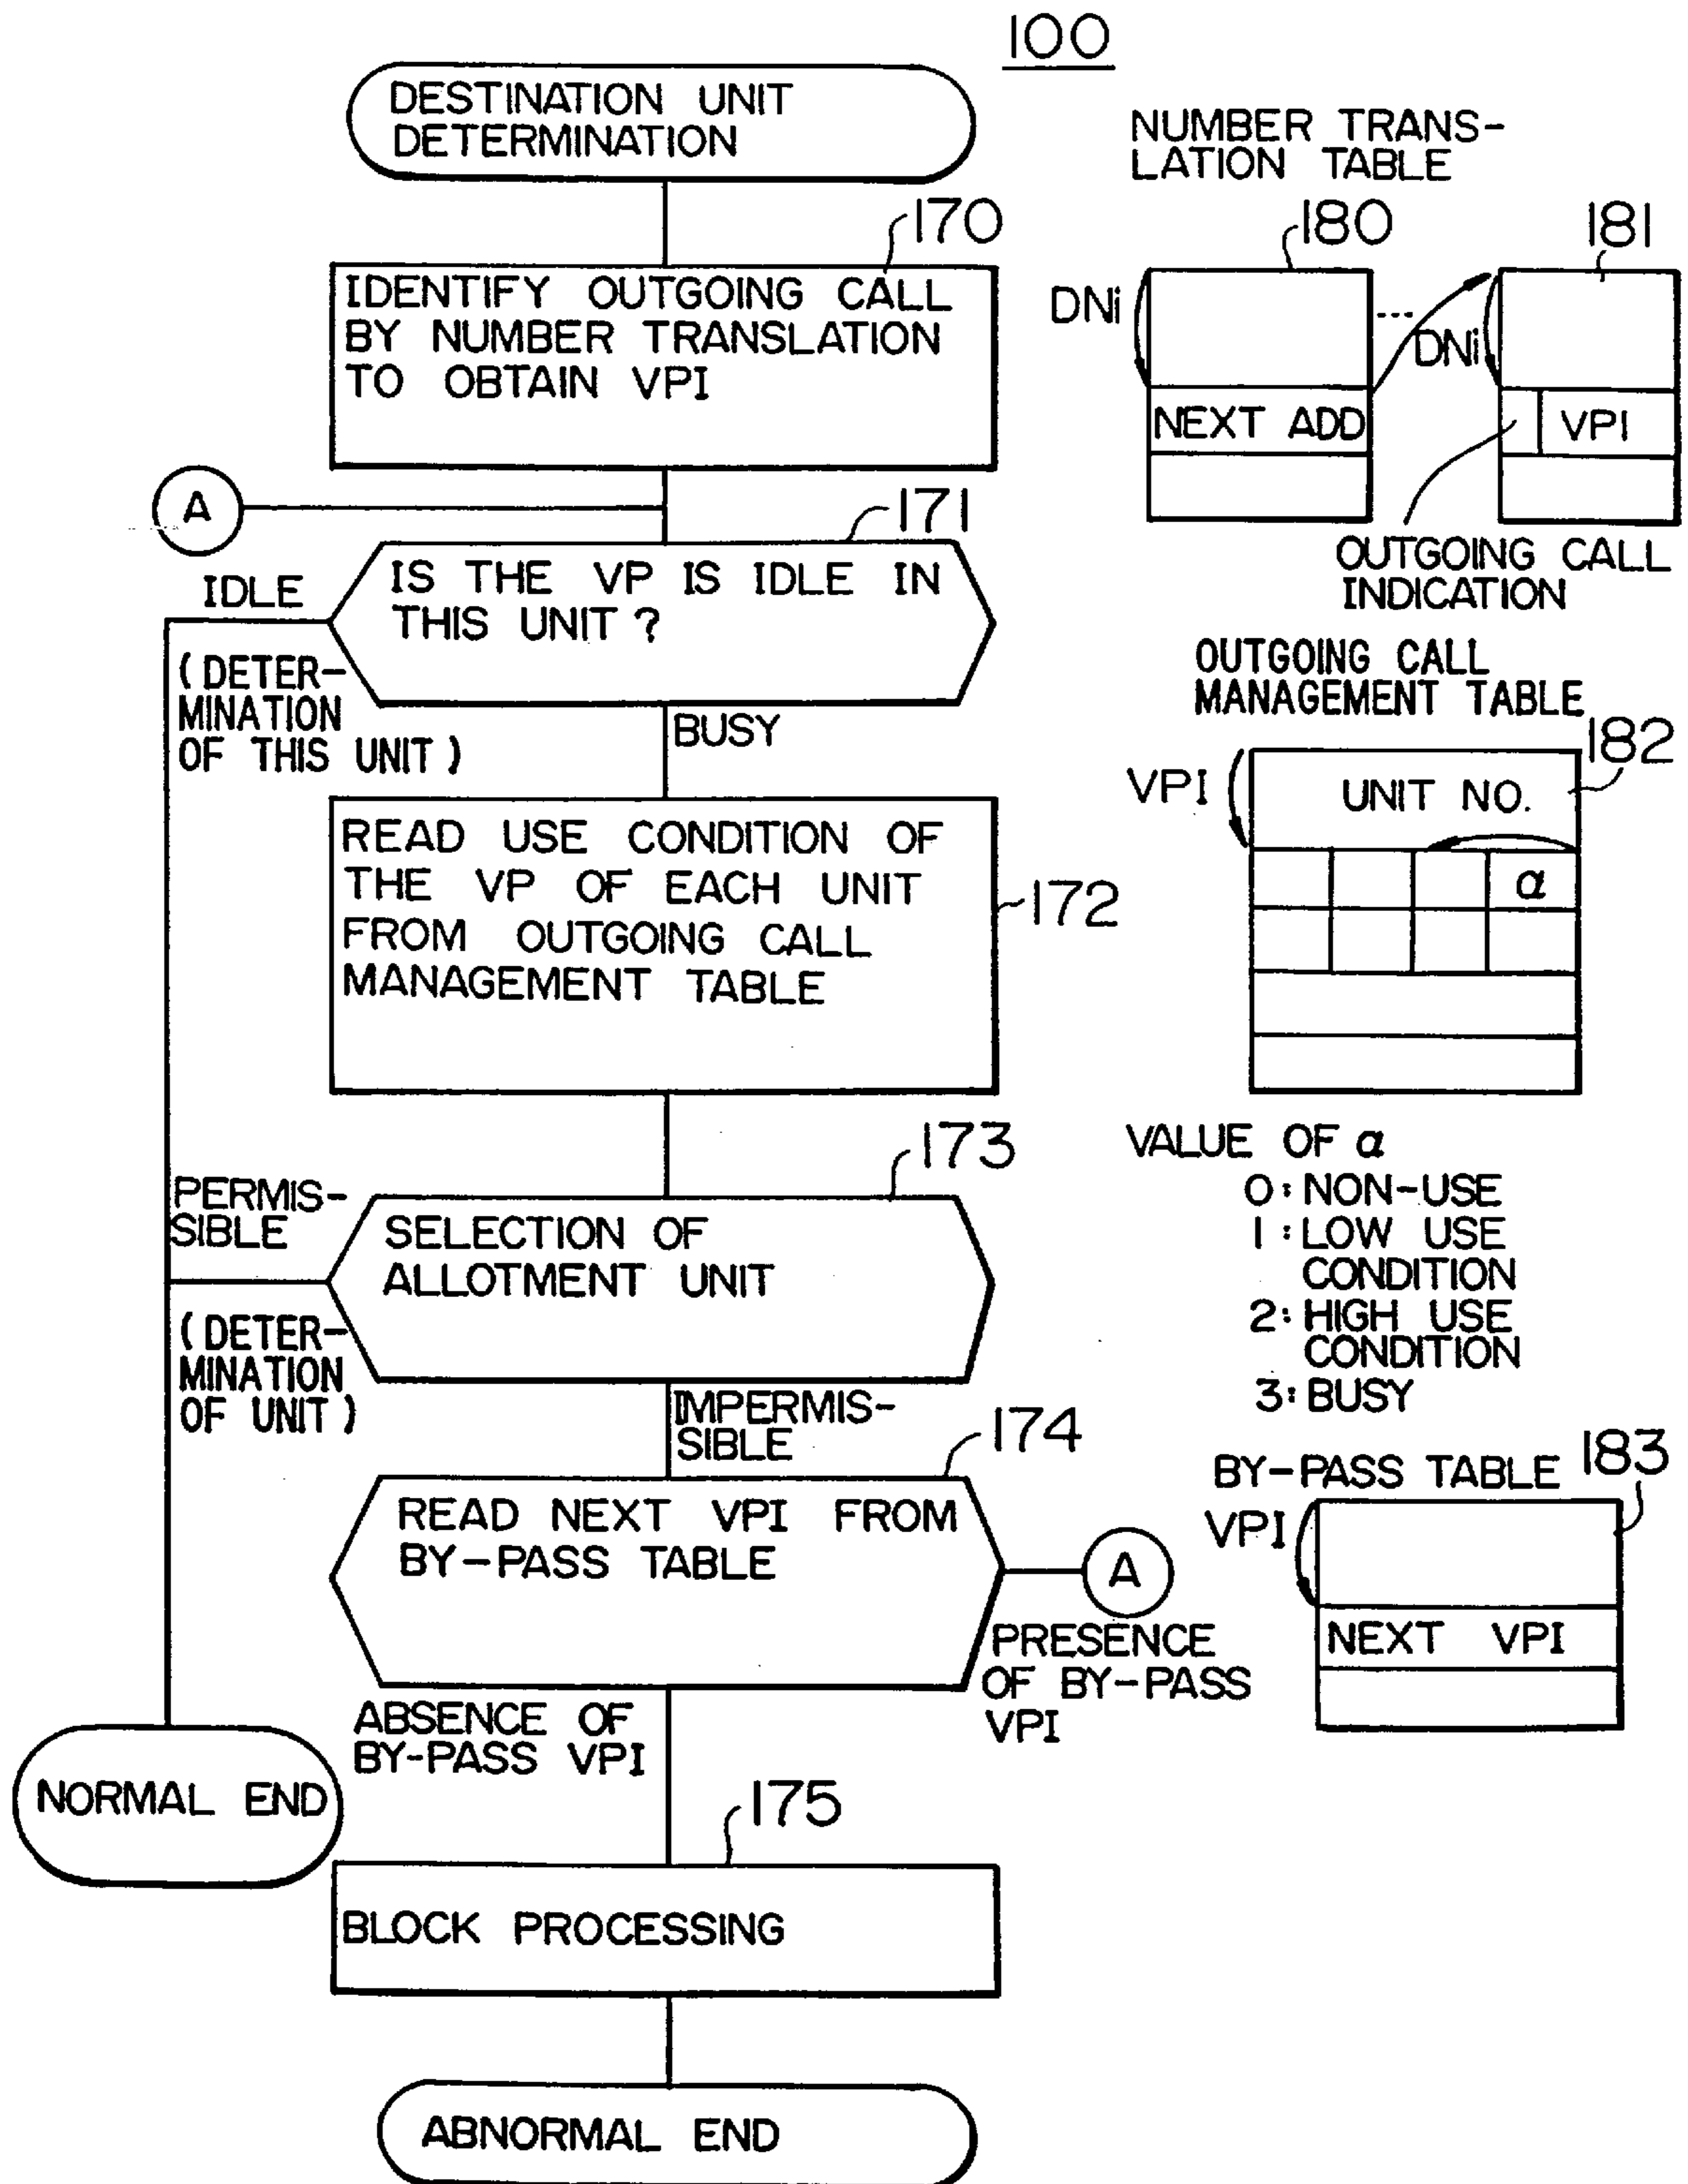 100
DESTINATION UNIT
DETERMINATION
170
IDENTIFY OUTGOING CALL
BY NUMBER TRANSLATION
TO OBTAIN VPI
A
171
IS THE VP IS IDLE IN
THIS UNIT ?
IDLE
(DETER-
MINATION
OF THIS UNIT)
BUSY
READ USE CONDITION OF
THE VP OF EACH UNIT
FROM OUTGOING CALL
MANAGEMENT TABLE
172
173
SELECTION OF
ALLOTMENT UNIT
PERMIS-
SIBLE
(DETER-
MINATION
OF UNIT)
IMPERMIS-
SIBLE
174
READ NEXT VPI FROM
BY-PASS TABLE
A
PRESENCE
OF BY-PASS
VPI
ABSENCE OF
BY-PASS VPI
NORMAL END
175
BLOCK PROCESSING
ABNORMAL END
NUMBER TRANS-
LATION TABLE
180
181
DNi
DNi
NEXT ADD
VPI
OUTGOING CALL
INDICATION
OUTGOING CALL
MANAGEMENT TABLE
182
VPI
UNIT NO.
α
VALUE OF α
0: NON-USE
1: LOW USE
CONDITION
2: HIGH USE
CONDITION
3: BUSY
BY-PASS TABLE
183
VPI
NEXT VPI